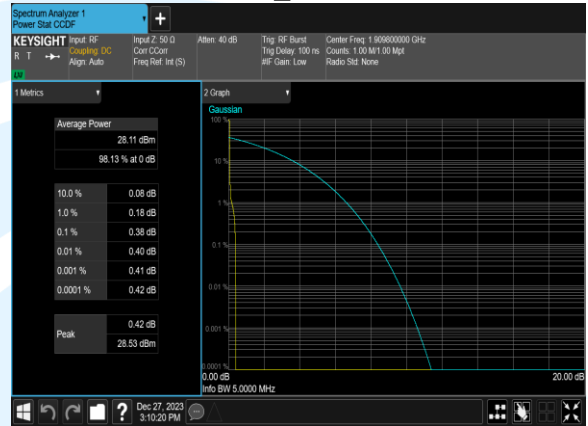 Spectrum Analyzer 1
Power Stat CCDF
KEYSIGHT
R T
LXI
Input: RF
Coupling: DC
Align: Auto
Input Z: 50 Ω
Corr CCorr
Freq Ref: Int (S)
Atten: 40 dB
Trig: RF Burst
Trig Delay: 100 ns
#IF Gain: Low
Center Freq: 1.909800000 GHz
Counts: 1.00 M/1.00 Mpt
Radio Std: None
1 Metrics
Average Power
28.11 dBm
98.13 % at 0 dB
10.0 % 0.08 dB
1.0 % 0.18 dB
0.1 % 0.38 dB
0.01 % 0.40 dB
0.001 % 0.41 dB
0.0001 % 0.42 dB
Peak
0.42 dB
28.53 dBm
2 Graph
Gaussian
100 %
10 %
1 %
0.1 %
0.01 %
0.001 %
0.0001 %
0.00 dB 20.00 dB
Info BW 5.0000 MHz
Dec 27, 2023
3:10:20 PM